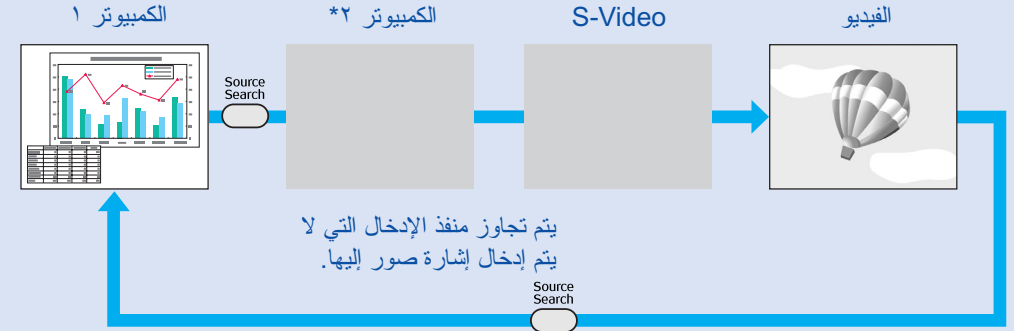 الكمبيوتر ١
الكمبيوتر ٢*
S-Video
الفيديو
Source
Search
يتم تجاوز منفذ الإدخال التي لا
يتم إدخال إشارة صور إليها.
Source
Search